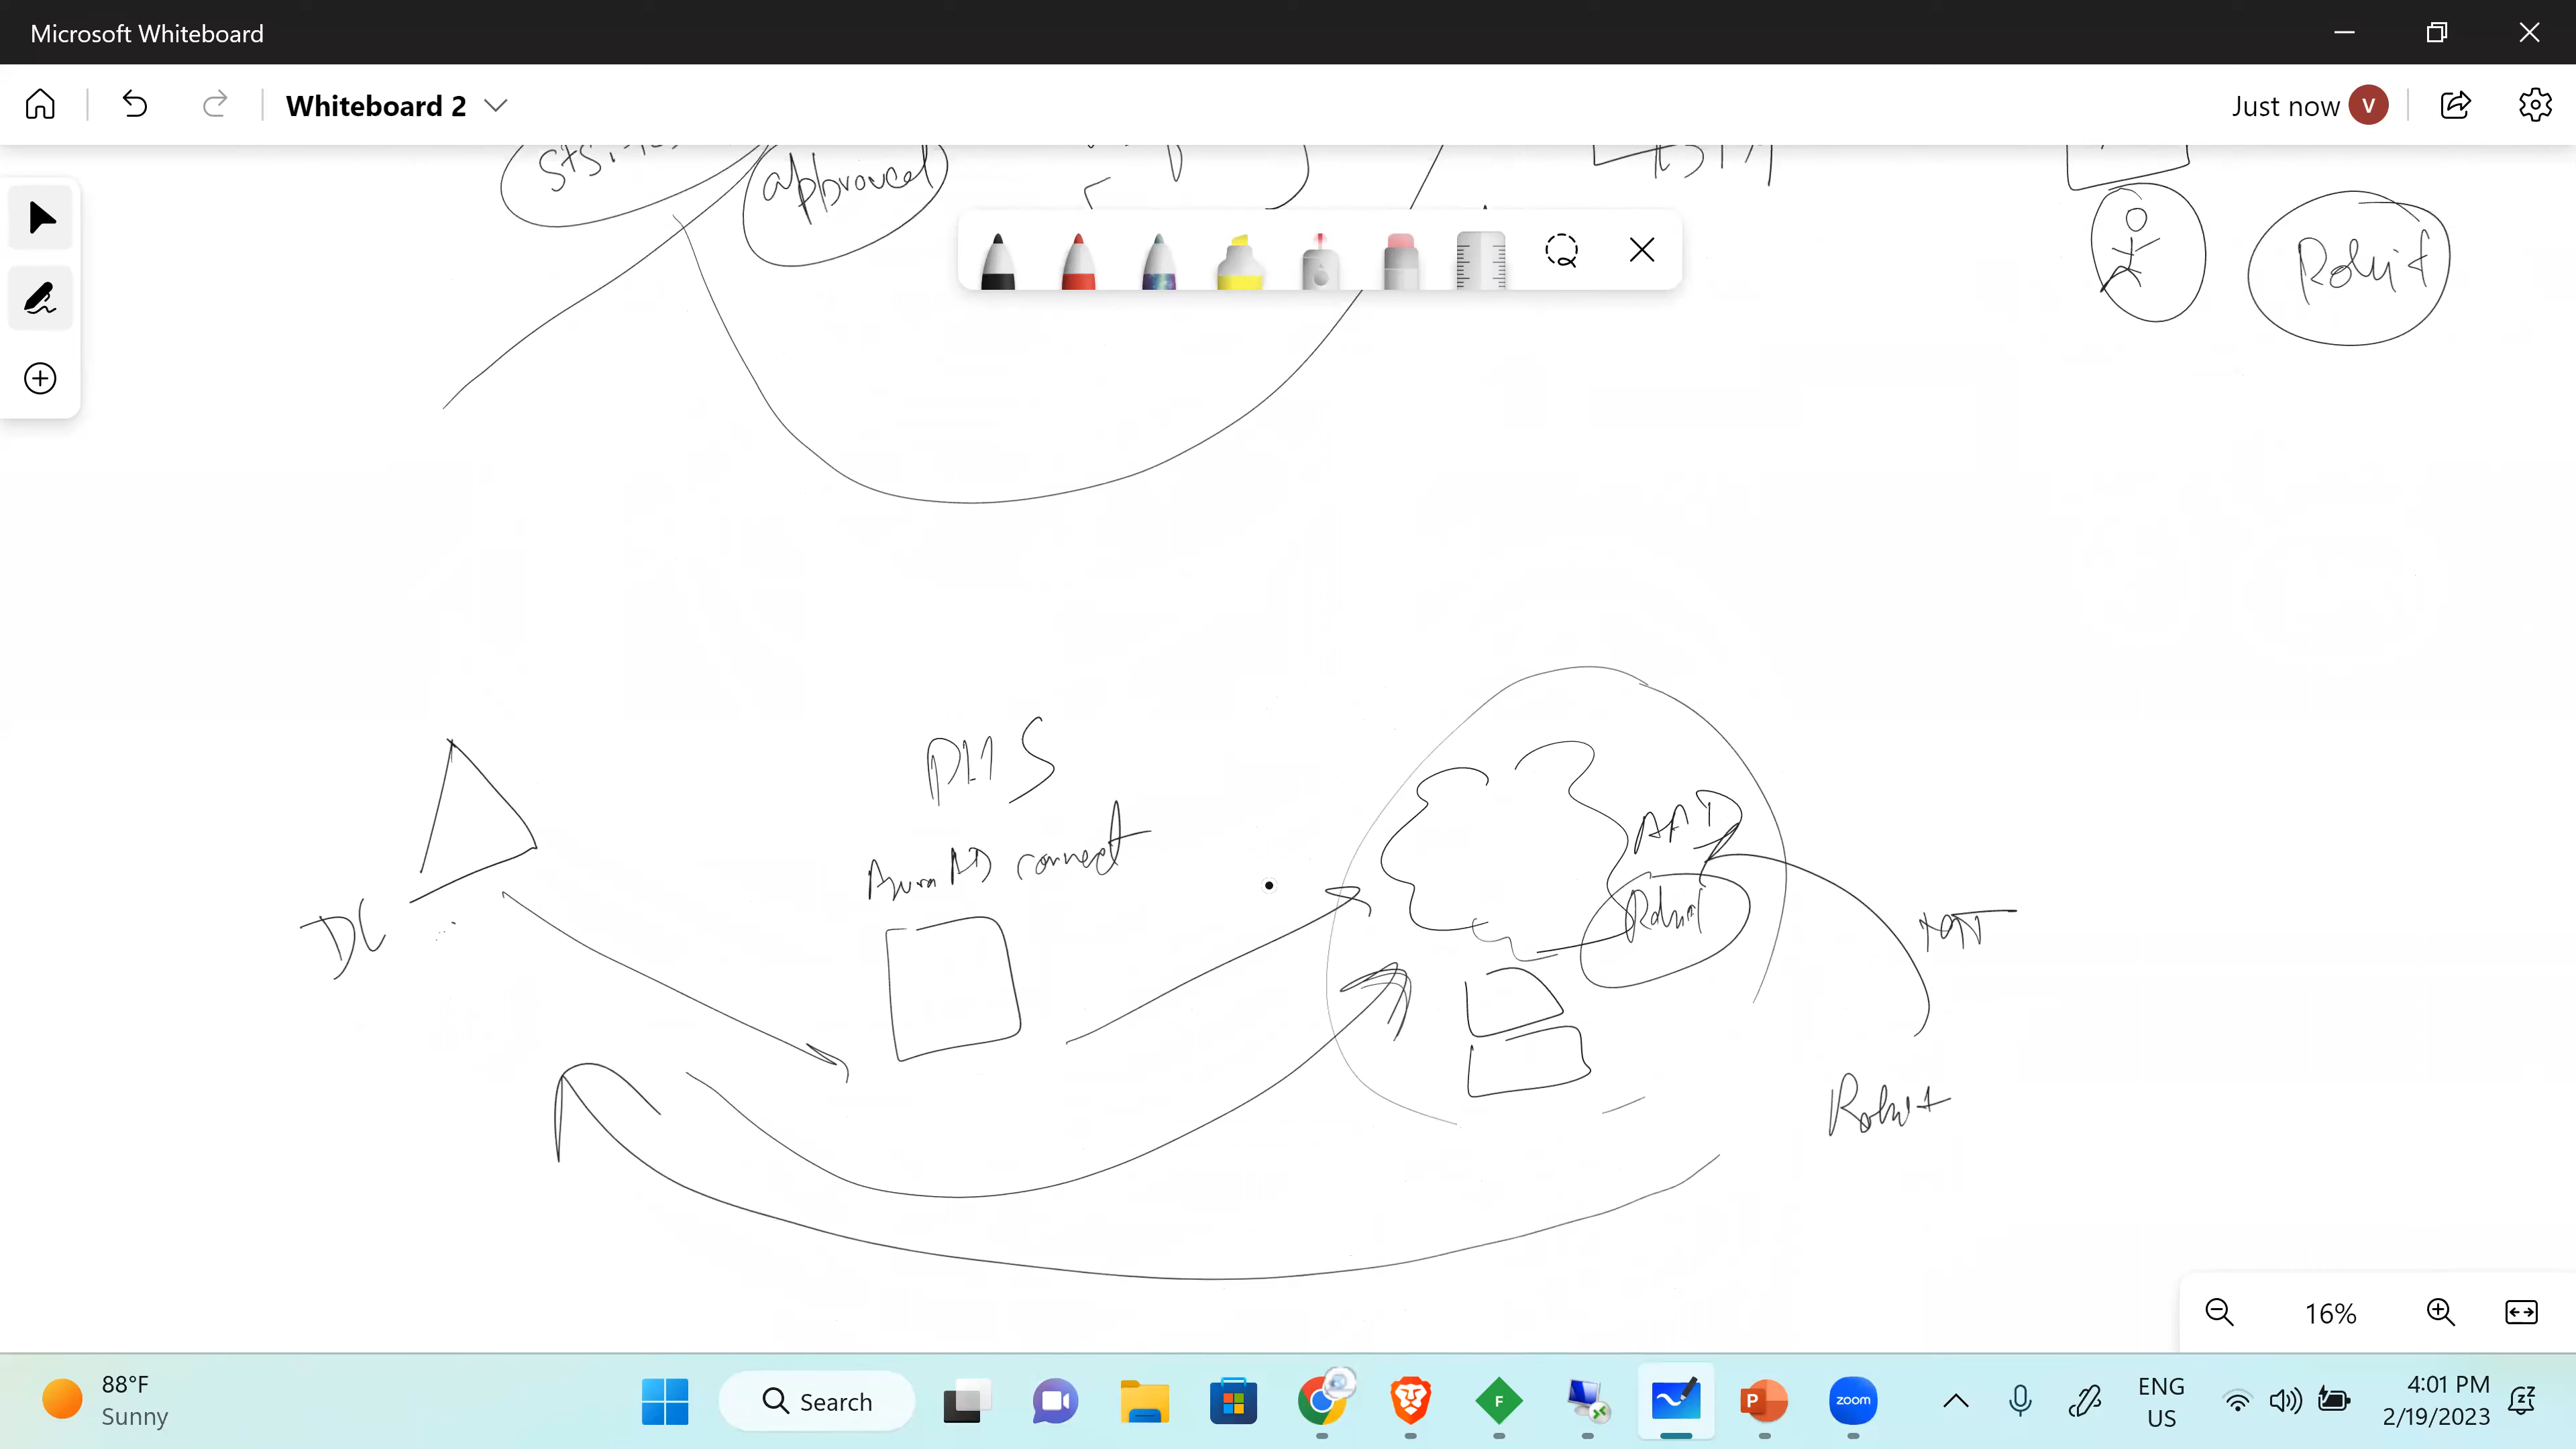 Microsoft Whiteboard
Whiteboard 2
Just now V
approved
Rohit
PHS
Azure AD connect
AAD
Rohit
DC
Rohit
16%
88°F
Sunny
Search
F
P
zoom
ENG
US
4:01 PM
2/19/2023